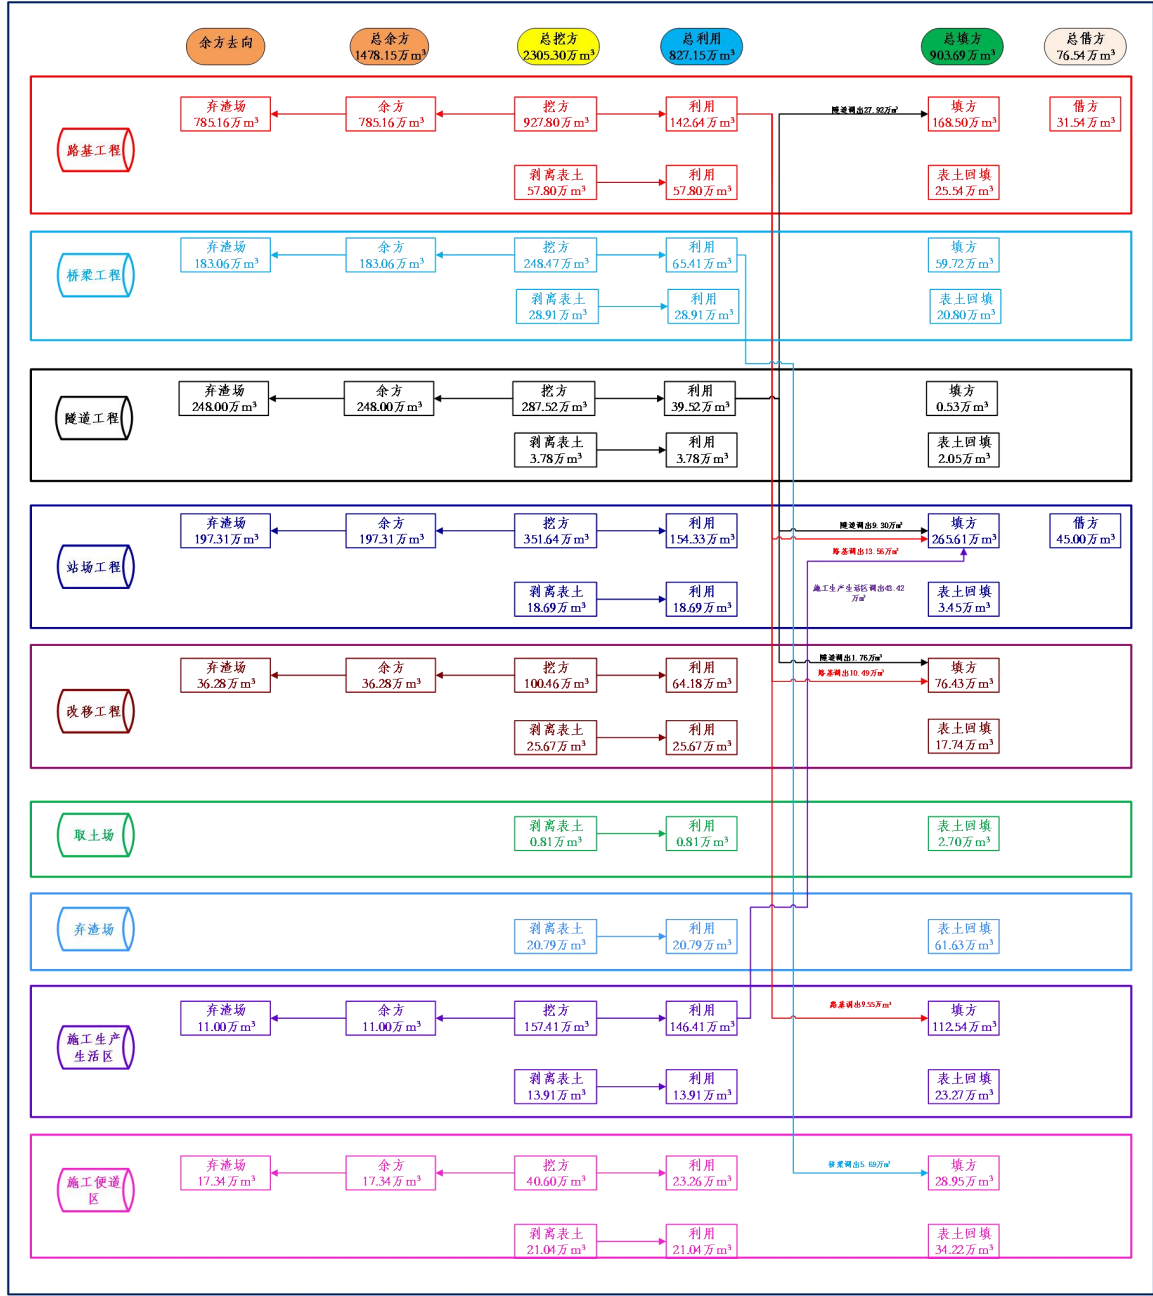 余方去向
总余方
1478.15万m³
总挖方
2305.30万m³
总利用
827.15万m³
总填方
903.69万m³
总借方
76.54万m³
路基工程
弃渣场
785.16万m³
余方
785.16万m³
挖方
927.80万m³
利用
142.64万m³
隧道调出27.92万m³
填方
168.50万m³
借方
31.54万m³
剥离表土
57.80万m³
利用
57.80万m³
表土回填
25.54万m³
桥梁工程
弃渣场
183.06万m³
余方
183.06万m³
挖方
248.47万m³
利用
65.41万m³
填方
59.72万m³
剥离表土
28.91万m³
利用
28.91万m³
表土回填
20.80万m³
隧道工程
弃渣场
248.00万m³
余方
248.00万m³
挖方
287.52万m³
利用
39.52万m³
填方
0.53万m³
剥离表土
3.78万m³
利用
3.78万m³
表土回填
2.05万m³
站场工程
弃渣场
197.31万m³
余方
197.31万m³
挖方
351.64万m³
利用
154.33万m³
隧道调出9.30万m³
路基调出13.56万m³
填方
265.61万m³
借方
45.00万m³
施工生产生活区调出43.42
万m³
剥离表土
18.69万m³
利用
18.69万m³
表土回填
3.45万m³
改移工程
弃渣场
36.28万m³
余方
36.28万m³
挖方
100.46万m³
利用
64.18万m³
隧道调出1.76万m³
路基调出10.49万m³
填方
76.43万m³
剥离表土
25.67万m³
利用
25.67万m³
表土回填
17.74万m³
取土场
剥离表土
0.81万m³
利用
0.81万m³
表土回填
2.70万m³
弃渣场
剥离表土
20.79万m³
利用
20.79万m³
表土回填
61.63万m³
施工生产
生活区
弃渣场
11.00万m³
余方
11.00万m³
挖方
157.41万m³
利用
146.41万m³
路基调出9.55万m³
填方
112.54万m³
剥离表土
13.91万m³
利用
13.91万m³
表土回填
23.27万m³
施工便道
区
弃渣场
17.34万m³
余方
17.34万m³
挖方
40.60万m³
利用
23.26万m³
桥梁调出5.69万m³
填方
28.95万m³
剥离表土
21.04万m³
利用
21.04万m³
表土回填
34.22万m³